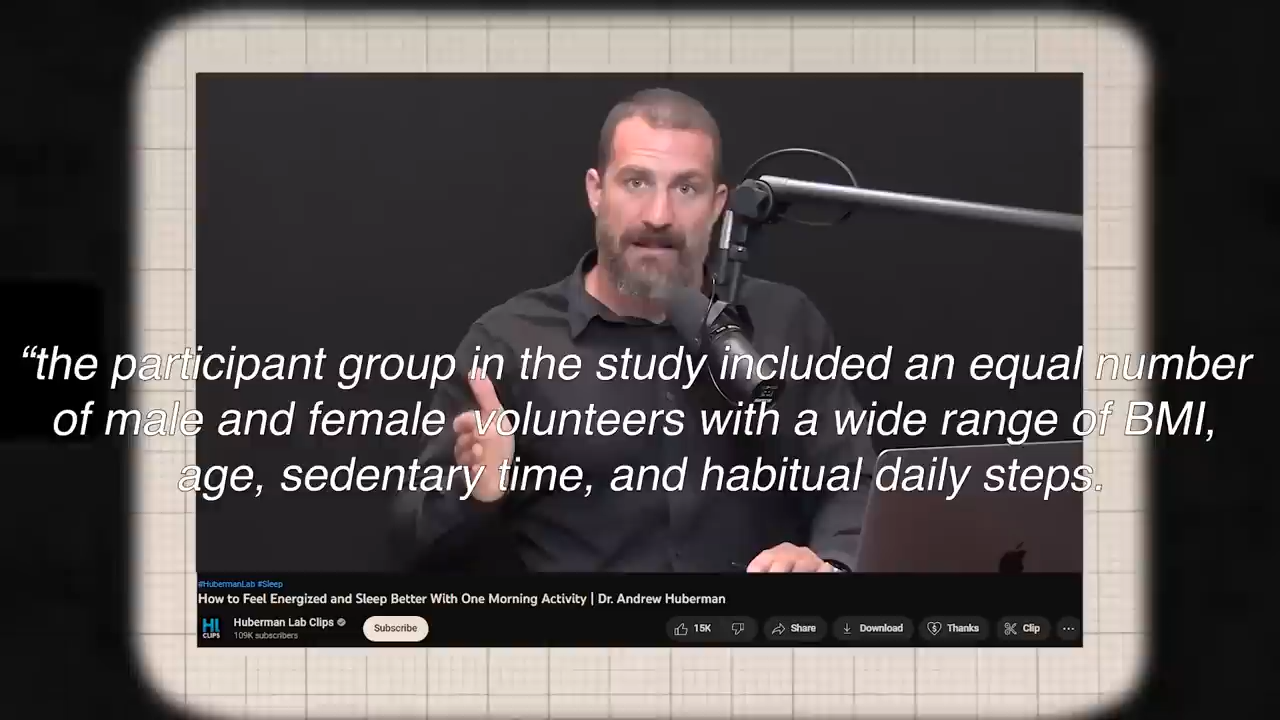 “the participant group in the study included an equal number
of male and female volunteers with a wide range of BMI,
age, sedentary time, and habitual daily steps.
#HubermanLab #Sleep
How to Feel Energized and Sleep Better With One Morning Activity | Dr. Andrew Huberman
HL
CLIPS
Huberman Lab Clips
109K subscribers
Subscribe
15K
Share
Download
Thanks
Clip